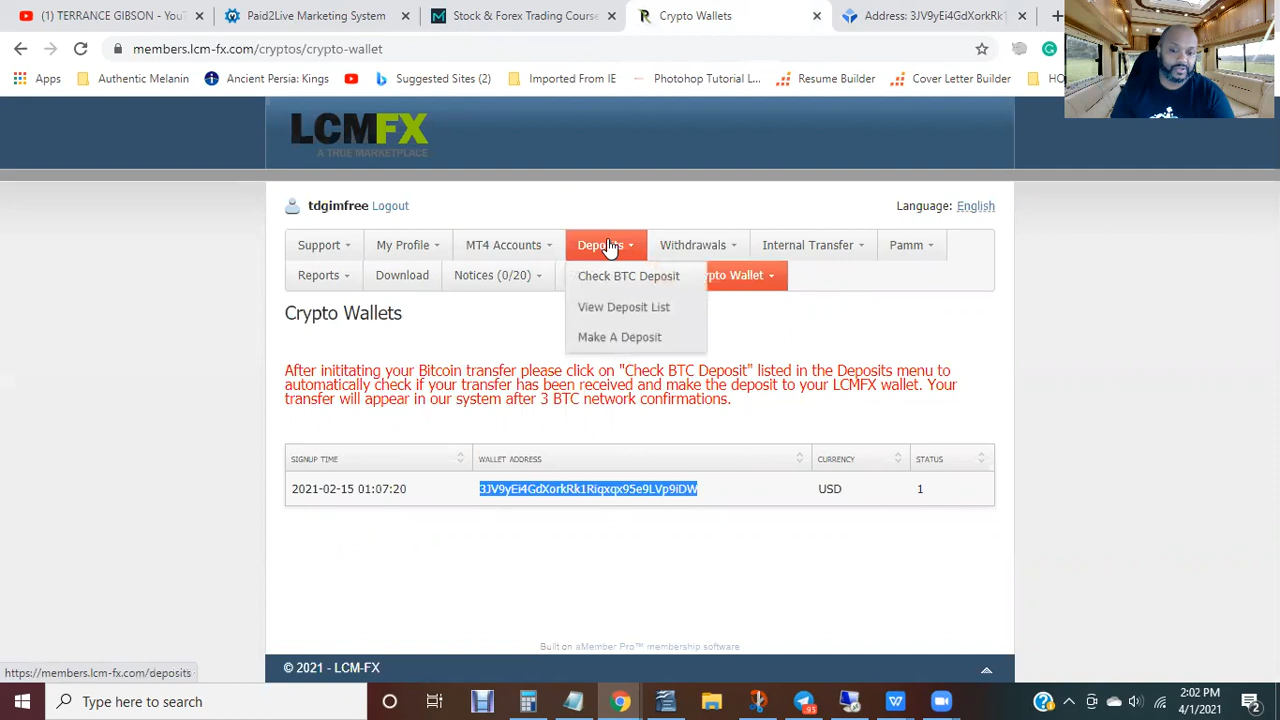 (1) TERRANCE GIBSON - YouTu
Paid2Live Marketing System
Stock & Forex Trading Course
Crypto Wallets
Address: 3JV9yEi4GdXorkRk1
members.lcm-fx.com/cryptos/crypto-wallet
Apps
Authentic Melanin
Ancient Persia: Kings
Suggested Sites (2)
Imported From IE
Photohop Tutorial L...
Resume Builder
Cover Letter Builder
HO
LCMFX
A TRUE MARKETPLACE
tdgimfree Logout
Language: English
Support
My Profile
MT4 Accounts
Deposits
Withdrawals
Internal Transfer
Pamm
Reports
Download
Notices (0/20)
Wallet
Check BTC Deposit
View Deposit List
Make A Deposit
Crypto Wallets
After inititating your Bitcoin transfer please click on "Check BTC Deposit" listed in the Deposits menu to
automatically check if your transfer has been received and make the deposit to your LCMFX wallet. Your
transfer will appear in our system after 3 BTC network confirmations.
SIGNUP TIME
WALLET ADDRESS
CURRENCY
STATUS
2021-02-15 01:07:20
3JV9yEi4GdXorkRk1Riqxqx95e9LVp9iDW
USD
1
Built on aMember Pro™ membership software
© 2021 - LCM-FX
https://members.lcm-fx.com/deposits
Type here to search
95
2:02 PM
4/1/2021
2